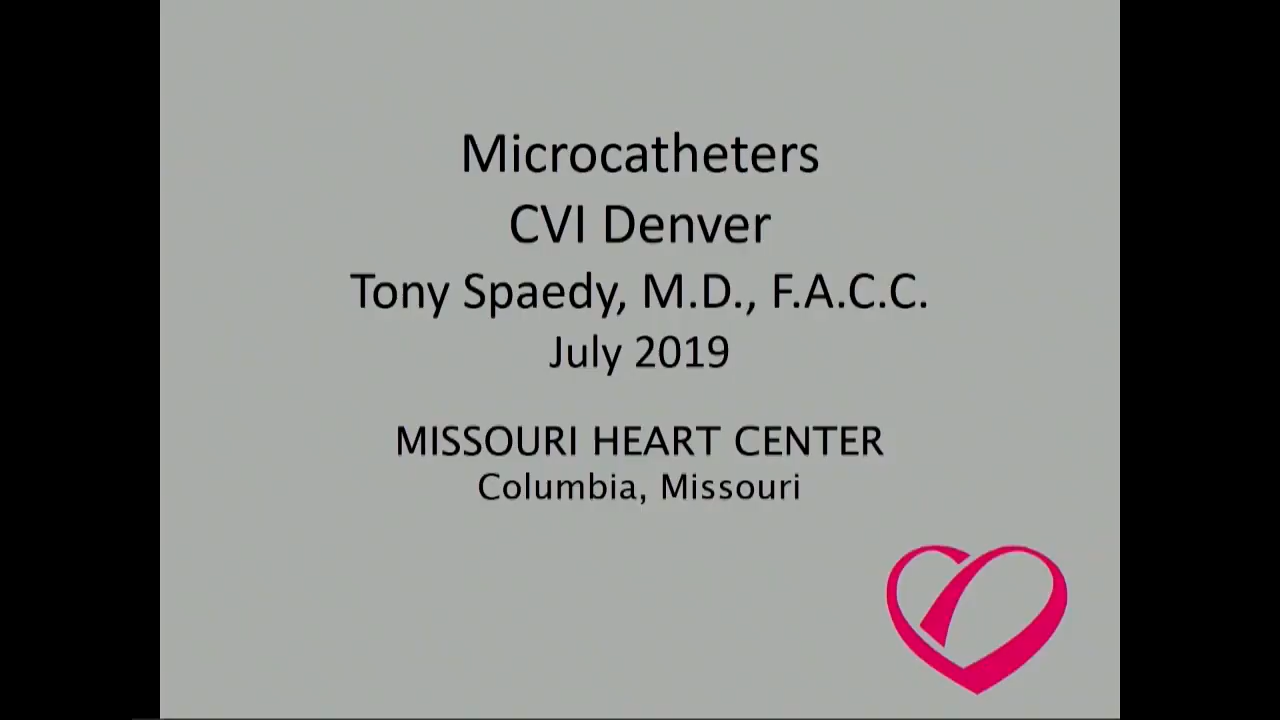 Microcatheters
CVI Denver
Tony Spaedy, M.D., F.A.C.C.
July 2019
MISSOURI HEART CENTER
Columbia, Missouri